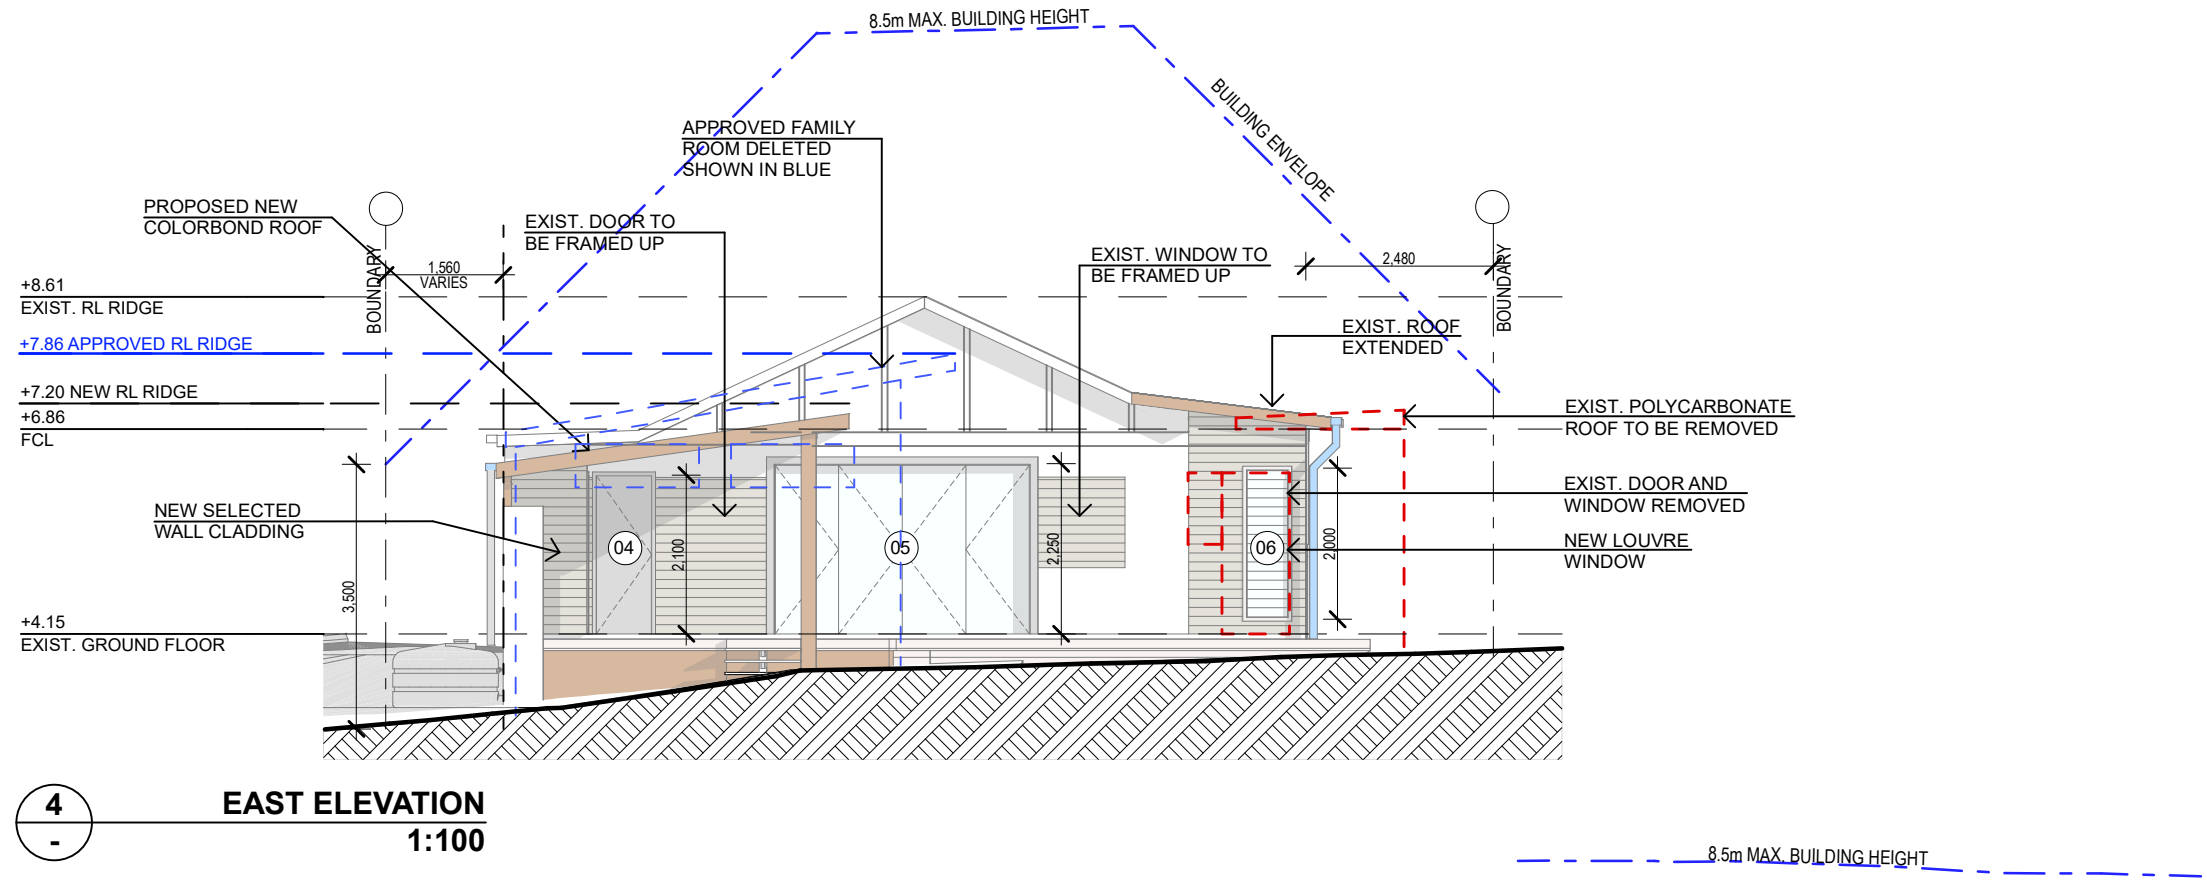 8.5m MAX. BUILDING HEIGHT
BUILDING ENVELOPE
APPROVED FAMILY
ROOM DELETED
SHOWN IN BLUE
PROPOSED NEW
COLORBOND ROOF
EXIST. DOOR TO
BE FRAMED UP
EXIST. WINDOW TO
BE FRAMED UP
BOUNDARY
1,560
VARIES
2,480
BOUNDARY
+8.61
EXIST. RL RIDGE
+7.86 APPROVED RL RIDGE
+7.20 NEW RL RIDGE
+6.86
FCL
EXIST. ROOF
EXTENDED
EXIST. POLYCARBONATE
ROOF TO BE REMOVED
EXIST. DOOR AND
WINDOW REMOVED
NEW LOUVRE
WINDOW
NEW SELECTED
WALL CLADDING
04
05
06
2,100
2,250
2,000
3,500
+4.15
EXIST. GROUND FLOOR
4
-
EAST ELEVATION
1:100
8.5m MAX. BUILDING HEIGHT